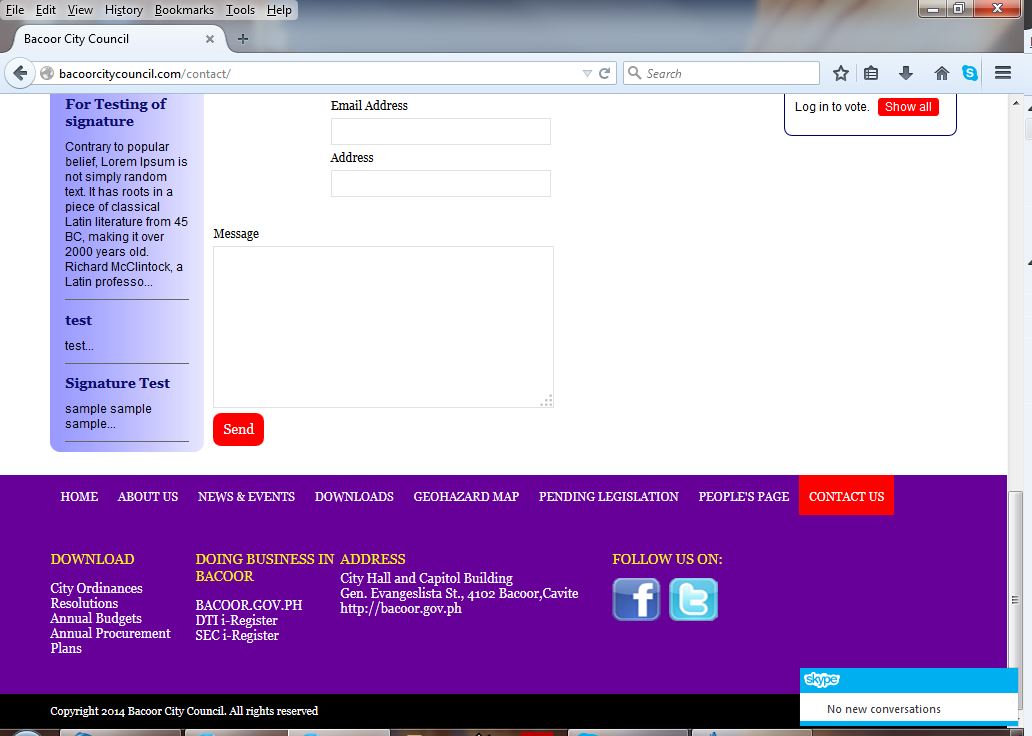 File Edit View History Bookmarks Tools Help
Bacoor City Council
bacoorcitycouncil.com/contact/
Search
For Testing of
signature
Contrary to popular
belief, Lorem Ipsum is
not simply random
text. It has roots in a
piece of classical
Latin literature from 45
BC, making it over
2000 years old.
Richard McClintock, a
Latin professo...
test
test...
Signature Test
sample sample
sample...
Email Address
Address
Message
Send
Log in to vote. Show all
HOME ABOUT US NEWS & EVENTS DOWNLOADS GEOHAZARD MAP PENDING LEGISLATION PEOPLE'S PAGE CONTACT US
DOWNLOAD
City Ordinances
Resolutions
Annual Budgets
Annual Procurement
Plans
DOING BUSINESS IN
BACOOR
BACOOR.GOV.PH
DTI i-Register
SEC i-Register
ADDRESS
City Hall and Capitol Building
Gen. Evangeslista St., 4102 Bacoor,Cavite
http://bacoor.gov.ph
FOLLOW US ON:
f
t
skype
No new conversations
Copyright 2014 Bacoor City Council. All rights reserved